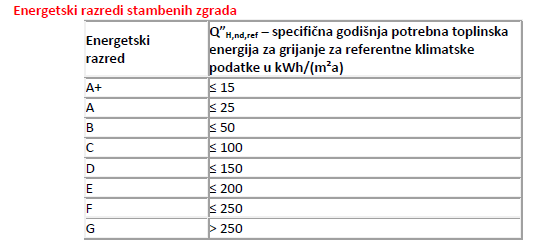 Energetski razredi stambenih zgrada
Energetski
razred
Q”H,nd,ref – specifična godišnja potrebna toplinska
energija za grijanje za referentne klimatske
podatke u kWh/(m²a)
A+ ≤ 15
A ≤ 25
B ≤ 50
C ≤ 100
D ≤ 150
E ≤ 200
F ≤ 250
G > 250